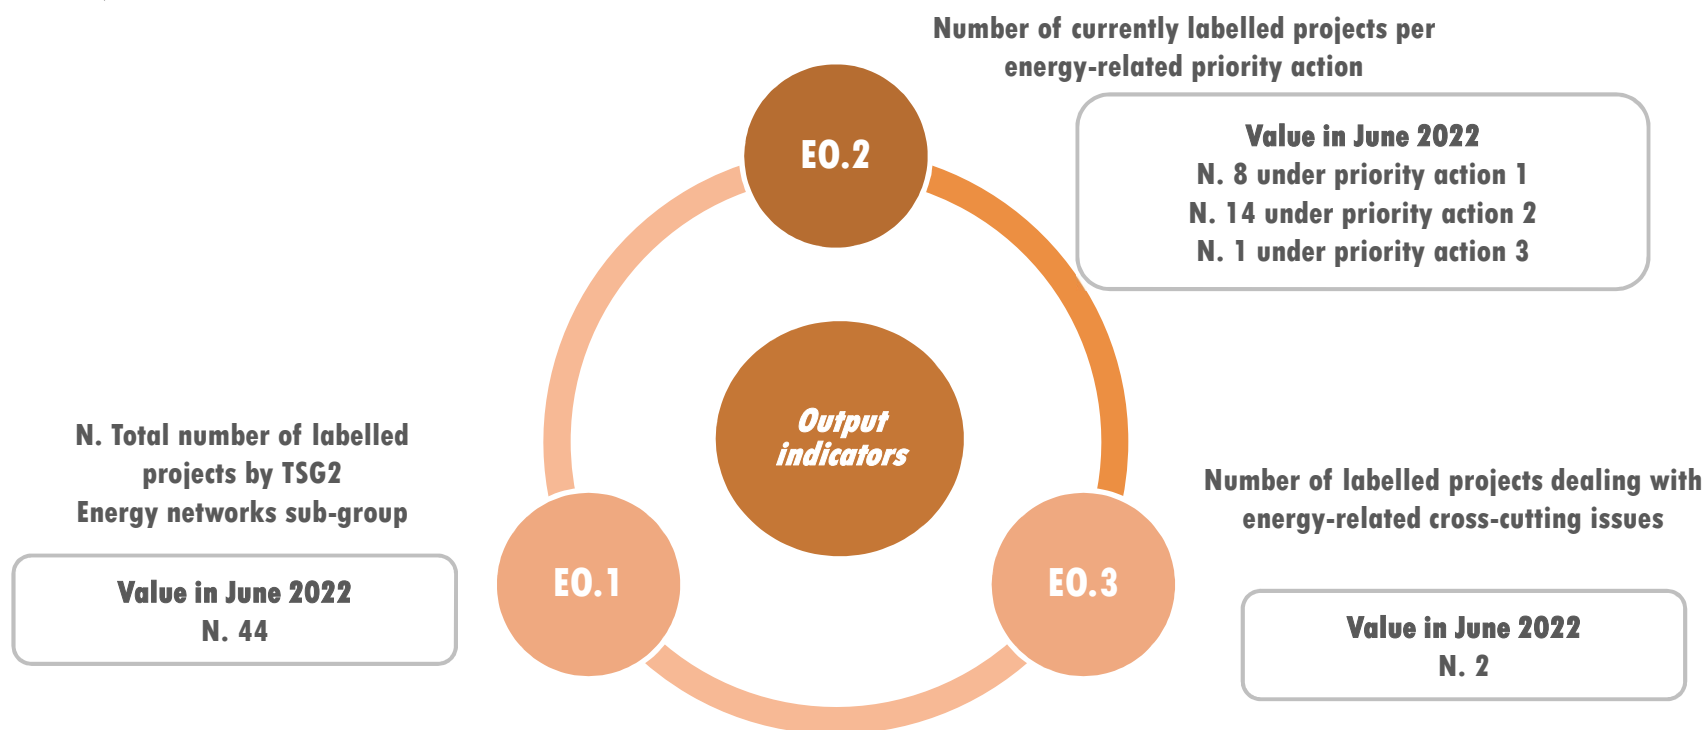 Number of currently labelled projects per
energy-related priority action
EO.2
Value in June 2022
N. 8 under priority action 1
N. 14 under priority action 2
N. 1 under priority action 3
Output
indicators
N. Total number of labelled
projects by TSG2
Energy networks sub-group
EO.1
Value in June 2022
N. 44
Number of labelled projects dealing with
energy-related cross-cutting issues
EO.3
Value in June 2022
N. 2